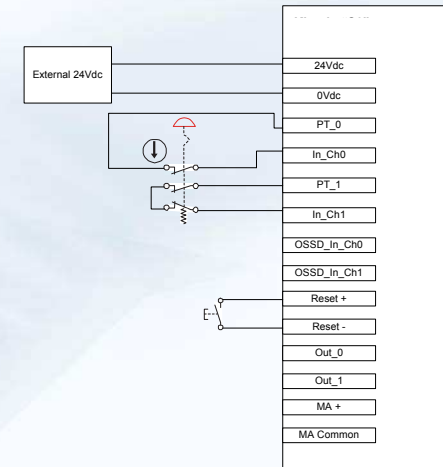 External 24Vdc
24Vdc
0Vdc
PT_0
In_Ch0
PT_1
In_Ch1
OSSD_In_Ch0
OSSD_In_Ch1
Reset +
Reset -
Out_0
Out_1
MA +
MA Common